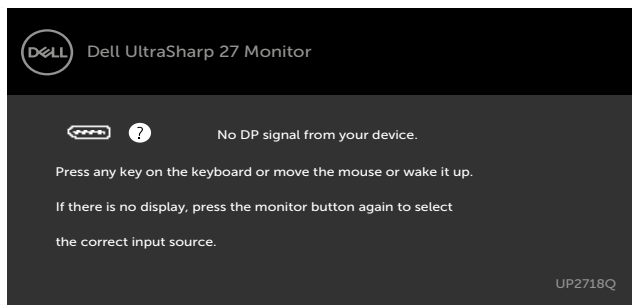 DELL
Dell UltraSharp 27 Monitor
? No DP signal from your device.
Press any key on the keyboard or move the mouse or wake it up.
If there is no display, press the monitor button again to select
the correct input source.
UP2718Q